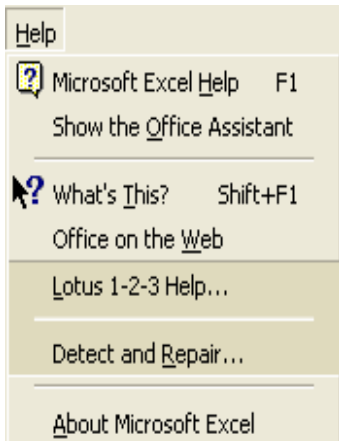 Help
Microsoft Excel Help F1
Show the Office Assistant
What's This? Shift+F1
Office on the Web
Lotus 1-2-3 Help...
Detect and Repair...
About Microsoft Excel